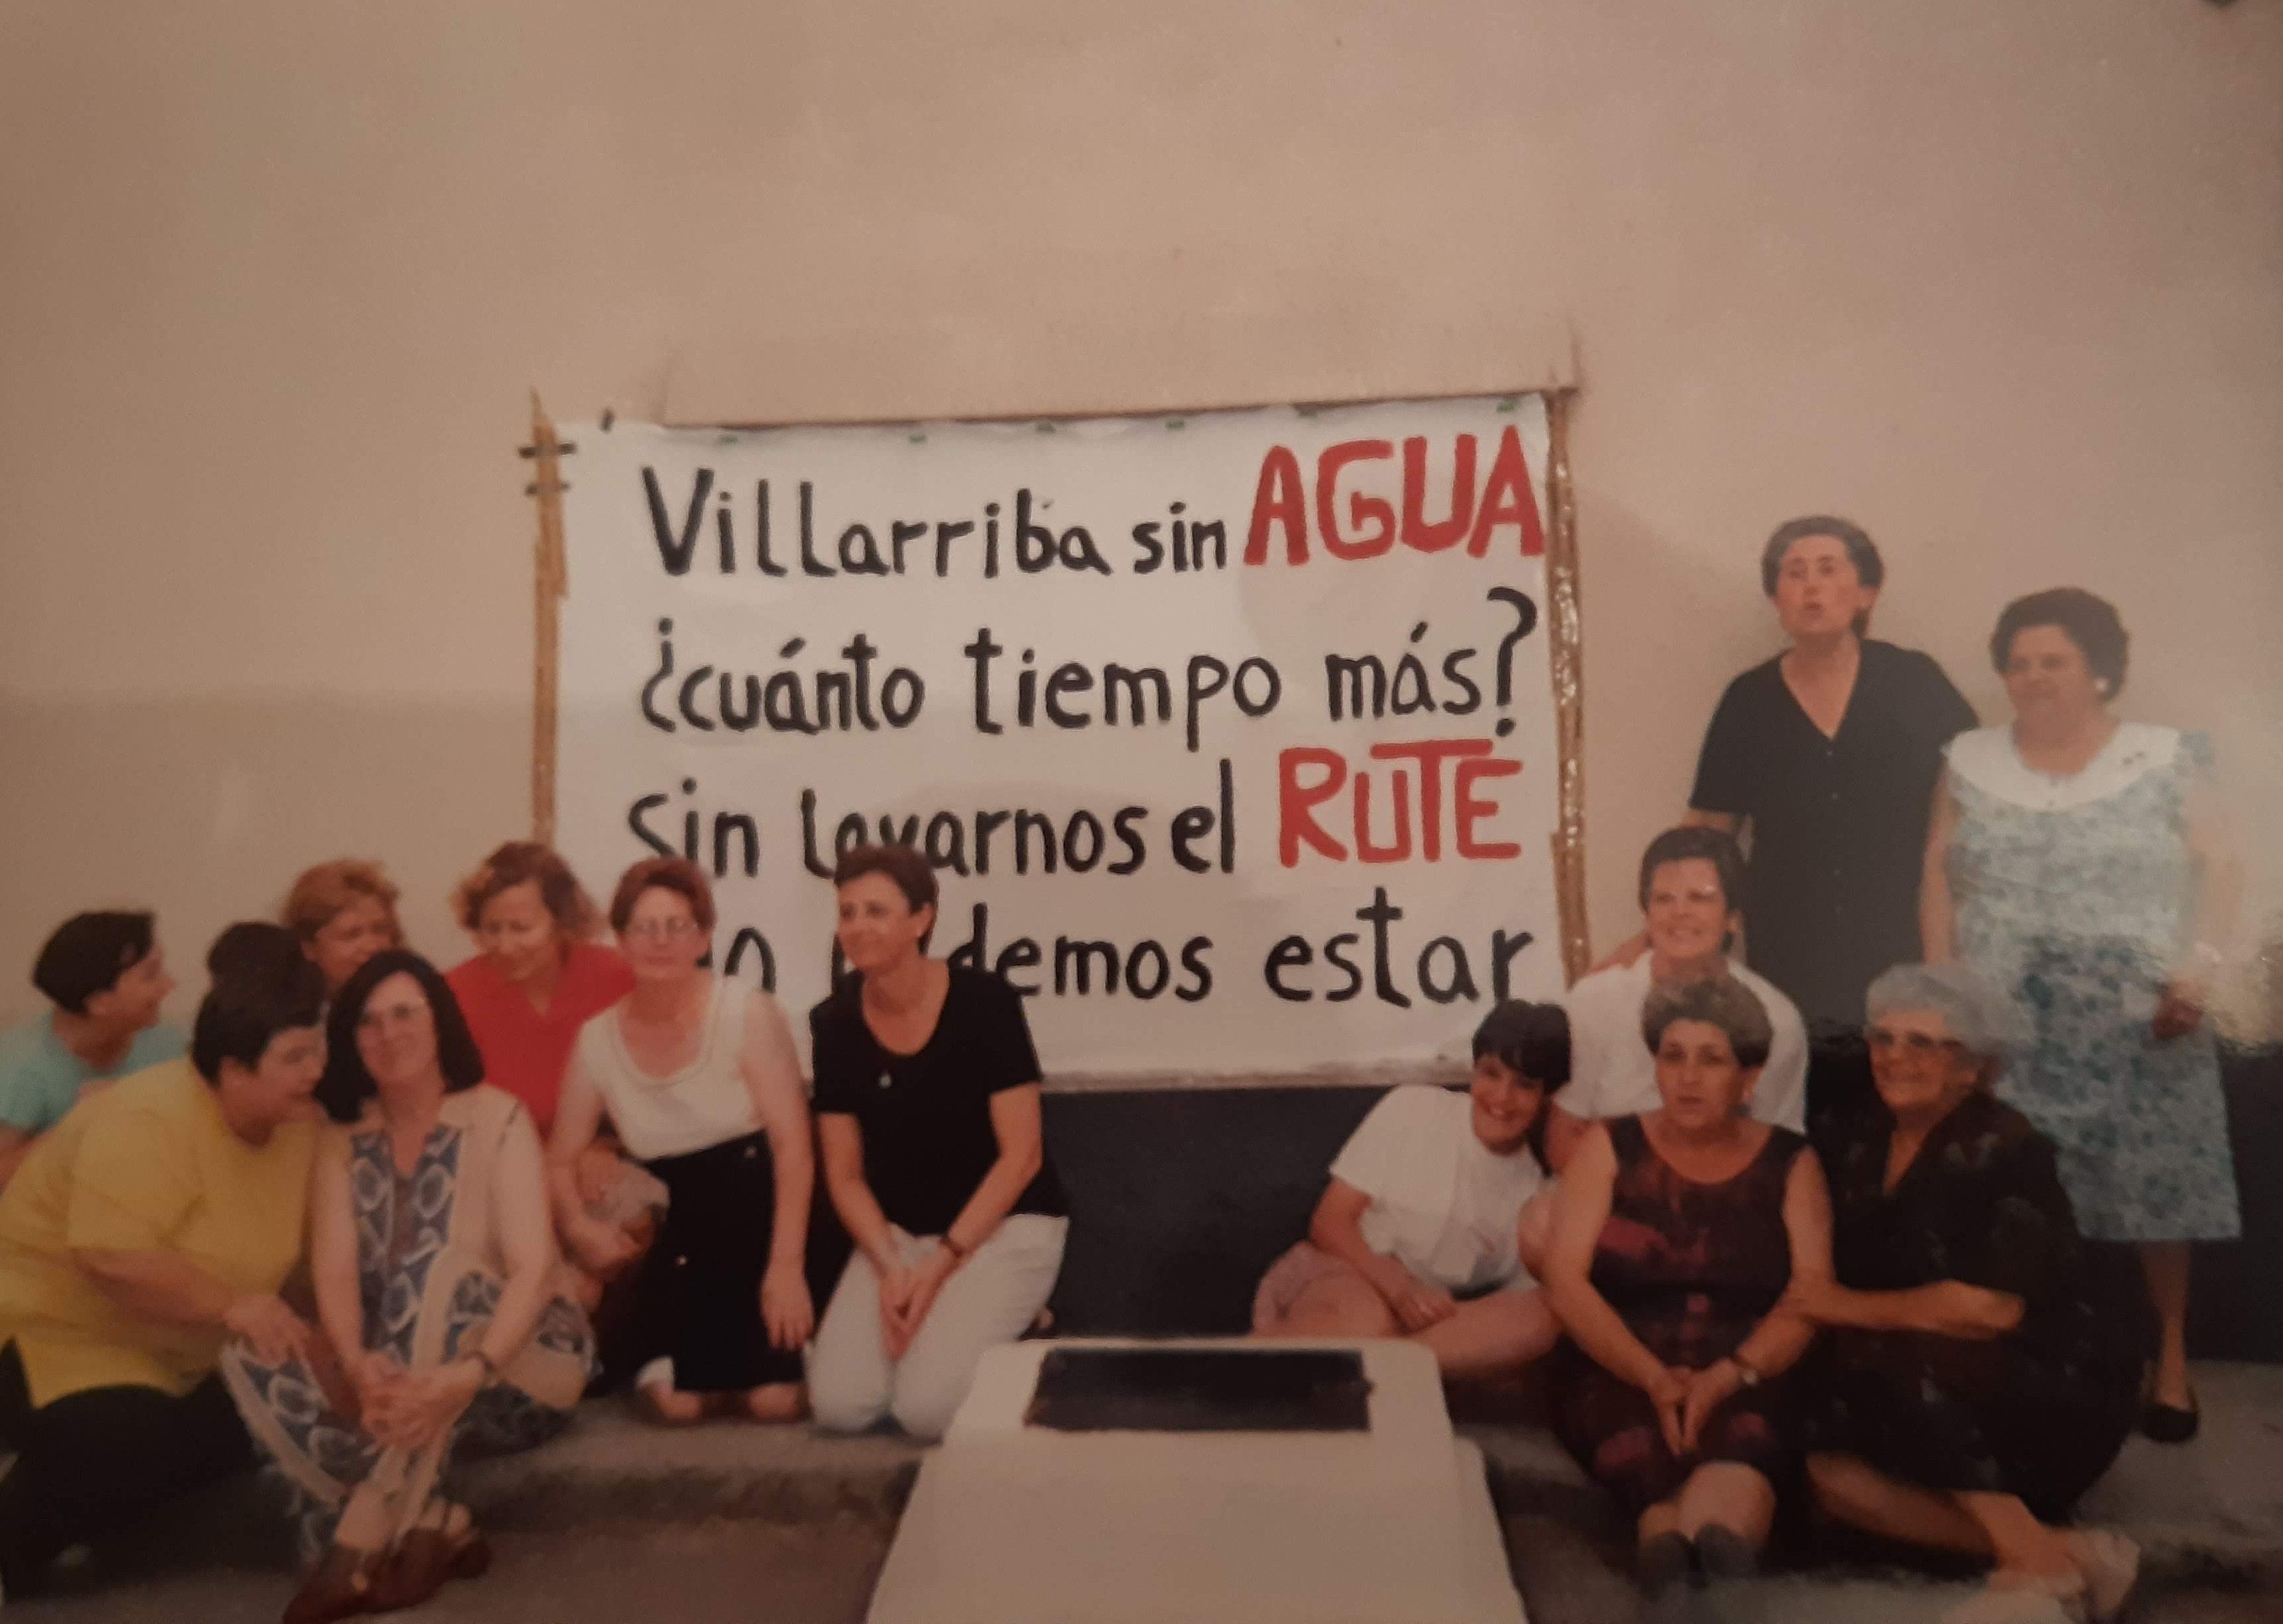 Villarriba sin AGUA
¿cuánto tiempo más?
sin lavarnos el RUTE
demos estar